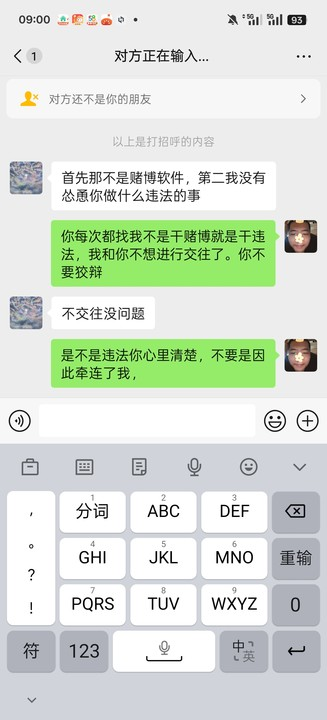 09:00
5G 5G 93
1
对方正在输入...
对方还不是你的朋友
以上是打招呼的内容
首先那不是赌博软件，第二我没有
怂恿你做什么违法的事
你每次都找我不是干赌博就是干违
法，我和你不想进行交往了。你不
要狡辩
不交往没问题
是不是违法你心里清楚，不要是因
此牵连了我，
， 1 分词 2 ABC 3 DEF
。 4 GHI 5 JKL 6 MNO 重输
？
！ 7 PQRS 8 TUV 9 WXYZ 0
符 123 中/英